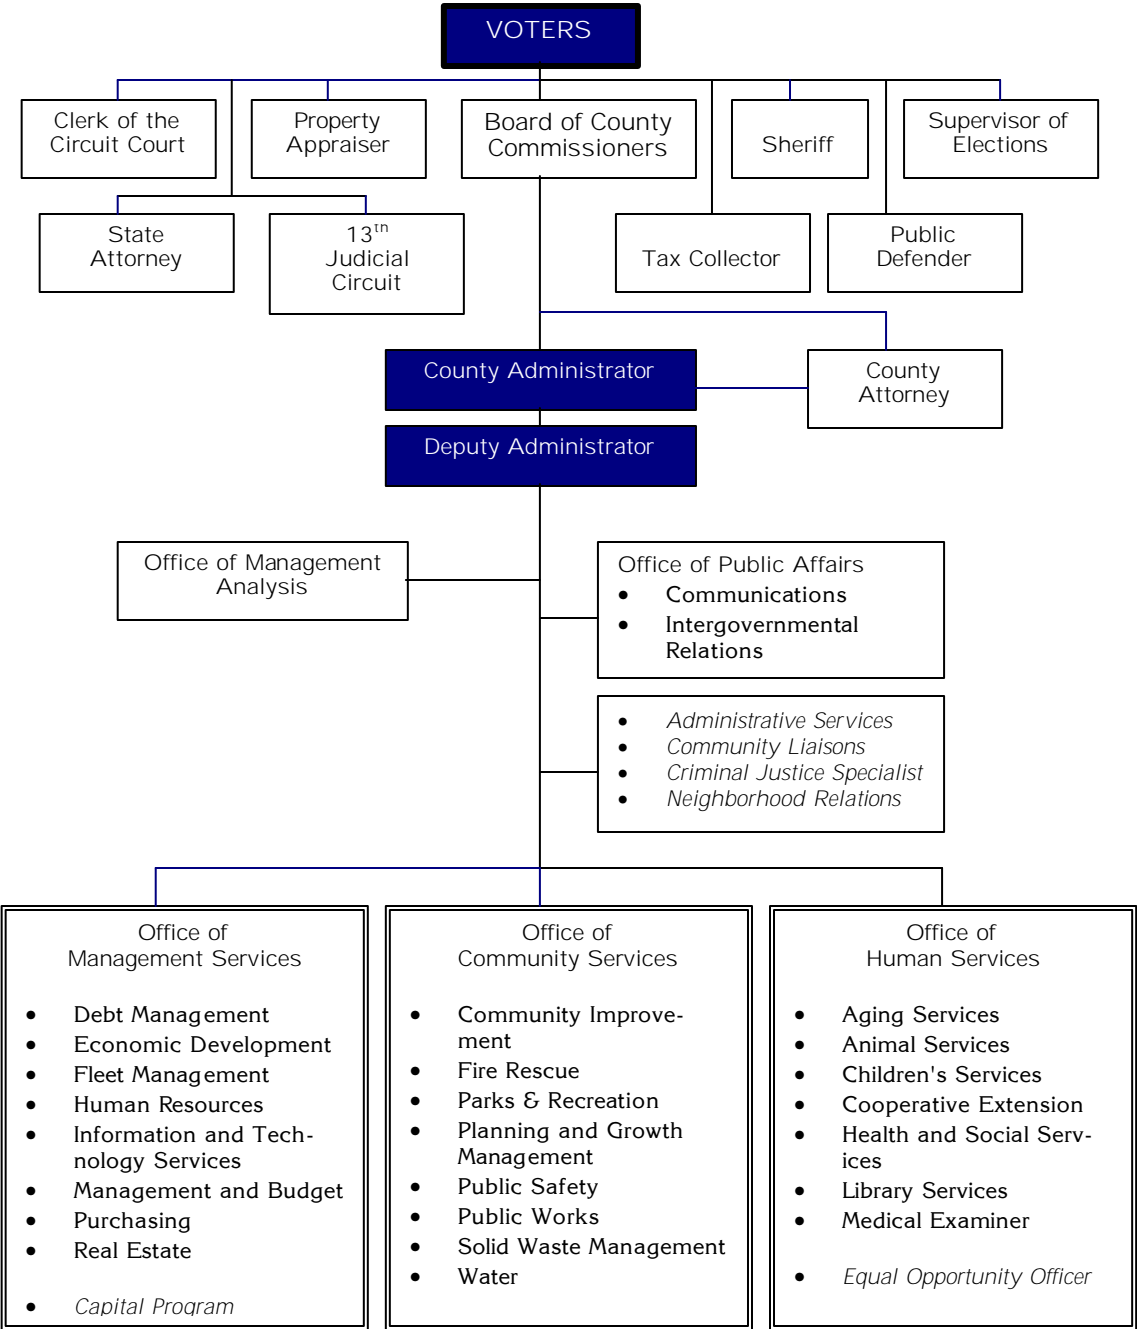 VOTERS
Clerk of the
Circuit Court
Property
Appraiser
Board of County
Commissioners
Sheriff
Supervisor of
Elections
State
Attorney
13th
Judicial
Circuit
Tax Collector
Public
Defender
County Administrator
County
Attorney
Deputy Administrator
Office of Management
Analysis
Office of Public Affairs
• Communications
• Intergovernmental
Relations
• Administrative Services
• Community Liaisons
• Criminal Justice Specialist
• Neighborhood Relations
Office of
Management Services
• Debt Management
• Economic Development
• Fleet Management
• Human Resources
• Information and Tech-
nology Services
• Management and Budget
• Purchasing
• Real Estate
• Capital Program
Office of
Community Services
• Community Improve-
ment
• Fire Rescue
• Parks & Recreation
• Planning and Growth
Management
• Public Safety
• Public Works
• Solid Waste Management
• Water
Office of
Human Services
• Aging Services
• Animal Services
• Children's Services
• Cooperative Extension
• Health and Social Serv-
ices
• Library Services
• Medical Examiner
• Equal Opportunity Officer